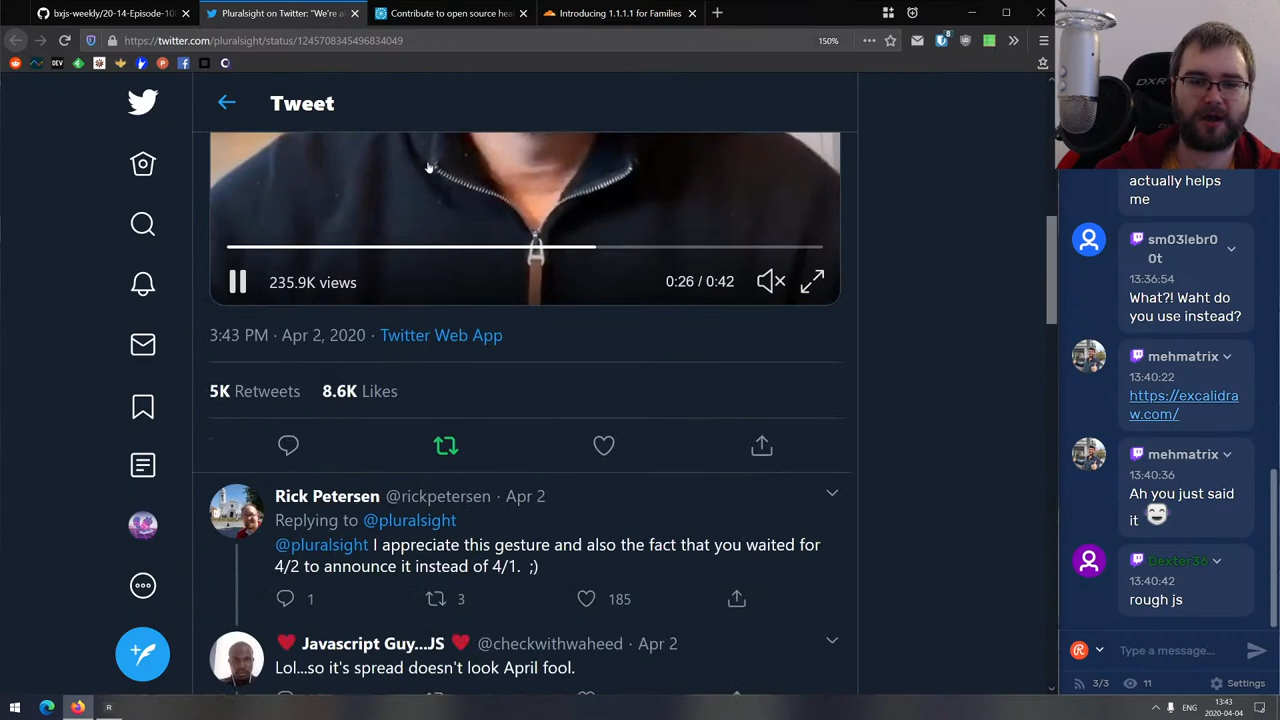 bxjs-weekly/20-14-Episode-10
Pluralsight on Twitter: "We're a
Contribute to open source heal
Introducing 1.1.1.1 for Families
https://twitter.com/pluralsight/status/1245708345496834049
150%
Tweet
235.9K views
0:26 / 0:42
3:43 PM · Apr 2, 2020 · Twitter Web App
5K Retweets 8.6K Likes
Rick Petersen @rickpetersen · Apr 2
Replying to @pluralsight
@pluralsight I appreciate this gesture and also the fact that you waited for
4/2 to announce it instead of 4/1. ;)
1 3 185
Javascript Guy...JS @checkwithwaheed · Apr 2
Lol...so it's spread doesn't look April fool.
DXR
actually helps
me
sm03lebr0
0t
13:36:54
What?! Waht do
you use instead?
mehmatrix
13:40:22
https://excalidra
w.com/
mehmatrix
13:40:36
Ah you just said
it
Dexter36
13:40:42
rough js
Type a message...
3/3 11 Settings
ENG
13:43
2020-04-04